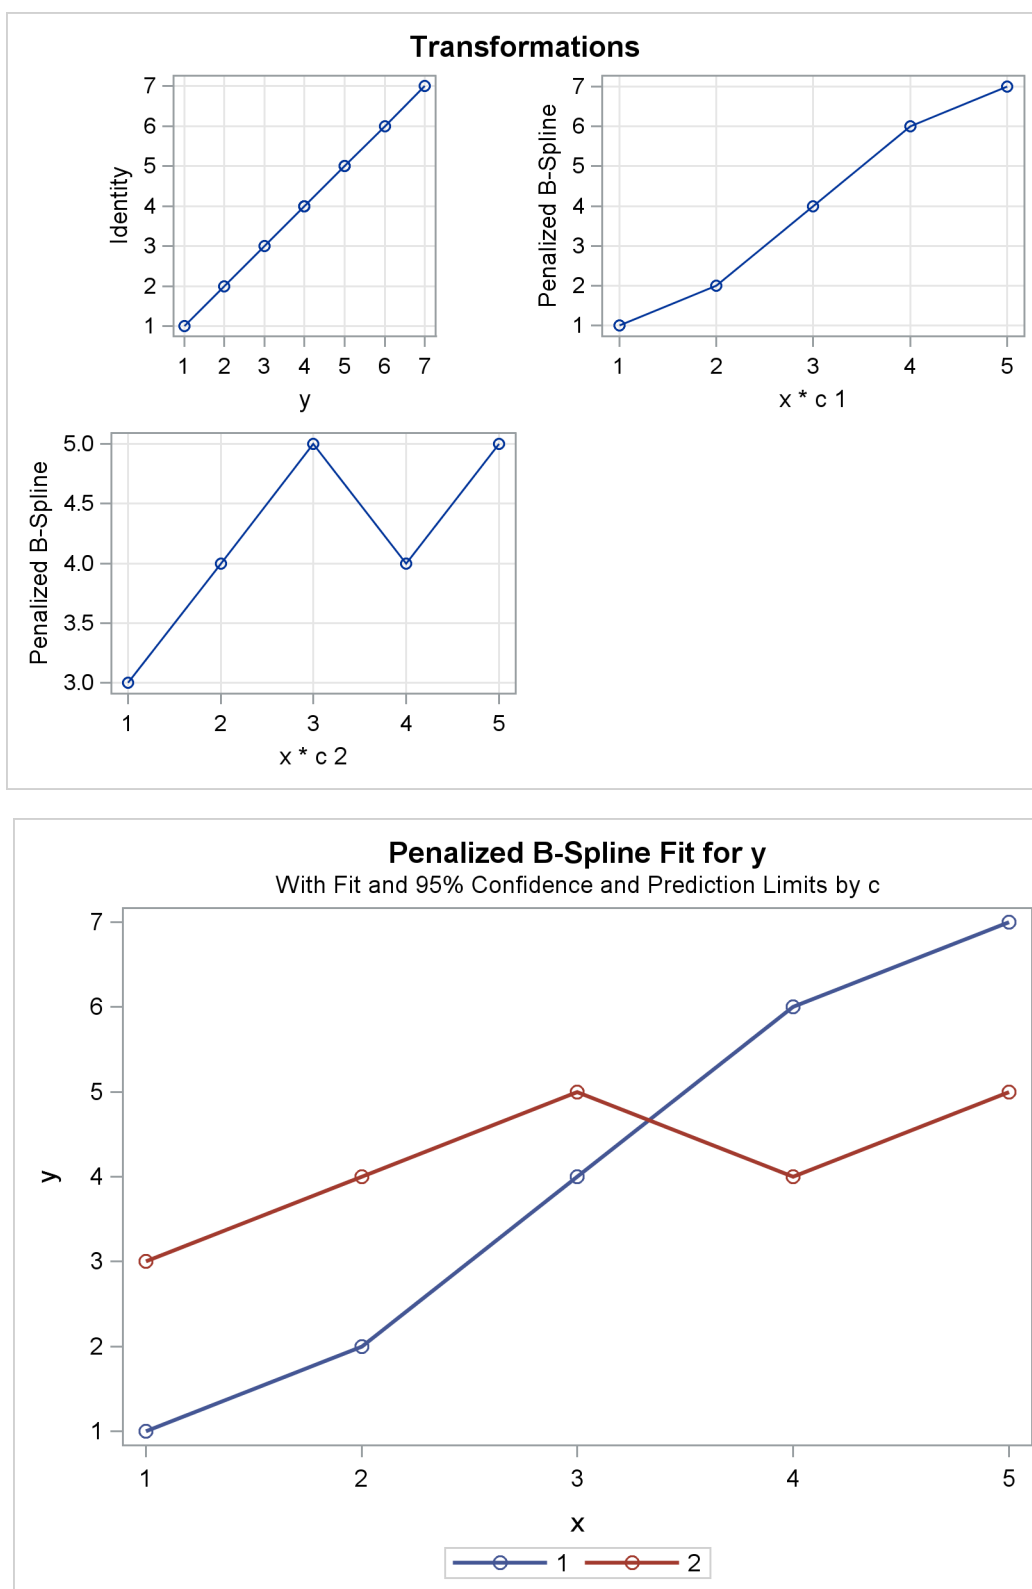 Transformations
7
6
5
4
3
2
1
Identity
1 2 3 4 5 6 7
y
7
6
5
4
3
2
1
Penalized B-Spline
1 2 3 4 5
x * c 1
5.0
4.5
4.0
3.5
3.0
Penalized B-Spline
1 2 3 4 5
x * c 2
Penalized B-Spline Fit for y
With Fit and 95% Confidence and Prediction Limits by c
7
6
5
4
3
2
1
y
1 2 3 4 5
x
1 2